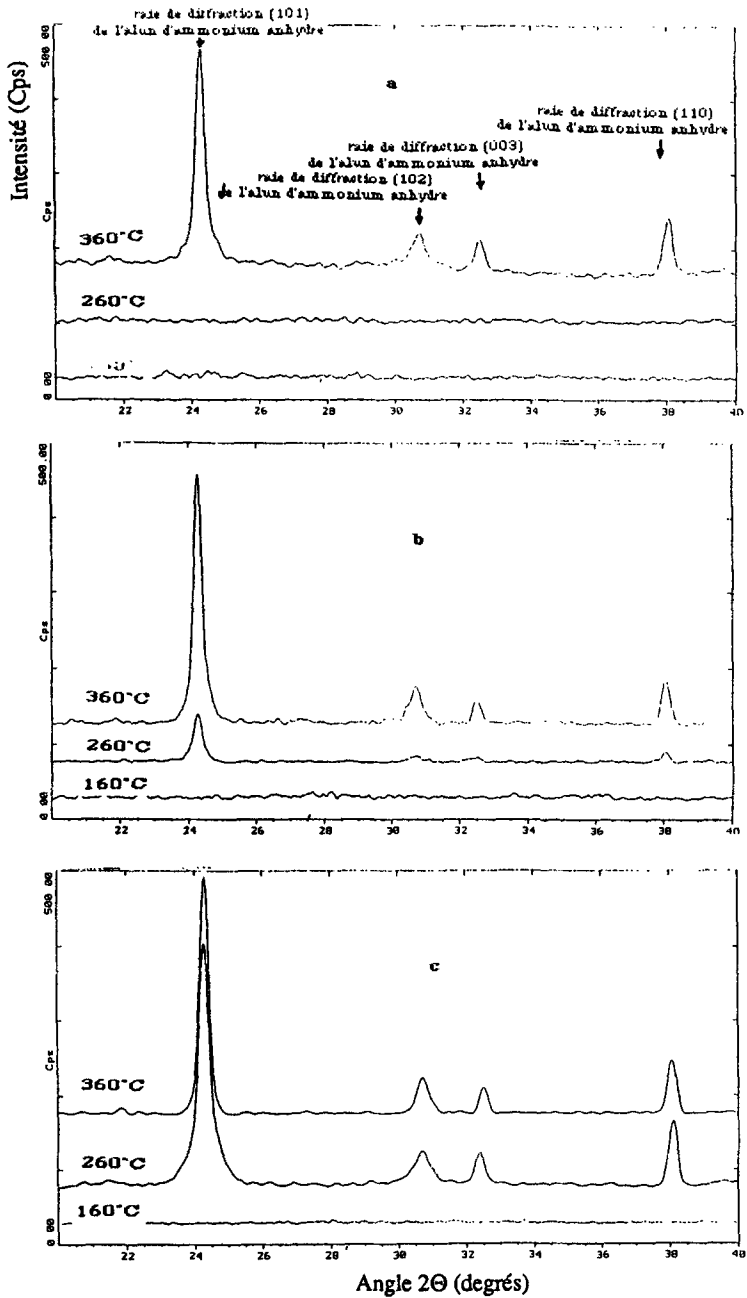 raie de diffraction (101)
de l'alun d'ammonium anhydre
500.00
a
raie de diffraction (110)
de l'alun d'ammonium anhydre
raie de diffraction (003)
de l'alun d'ammonium anhydre
raie de diffraction (102)
de l'alun d'ammonium anhydre
Intensité (Cps)
Cps
360°C
260°C
0.00
22 24 26 28 30 32 34 36 38 40
500.00
b
Cps
360°C
260°C
160°C
0.00
22 24 26 28 30 32 34 36 38 40
500.00
c
Cps
360°C
260°C
160°C
0.00
22 24 26 28 30 32 34 36 38 40
Angle 2Θ (degrés)